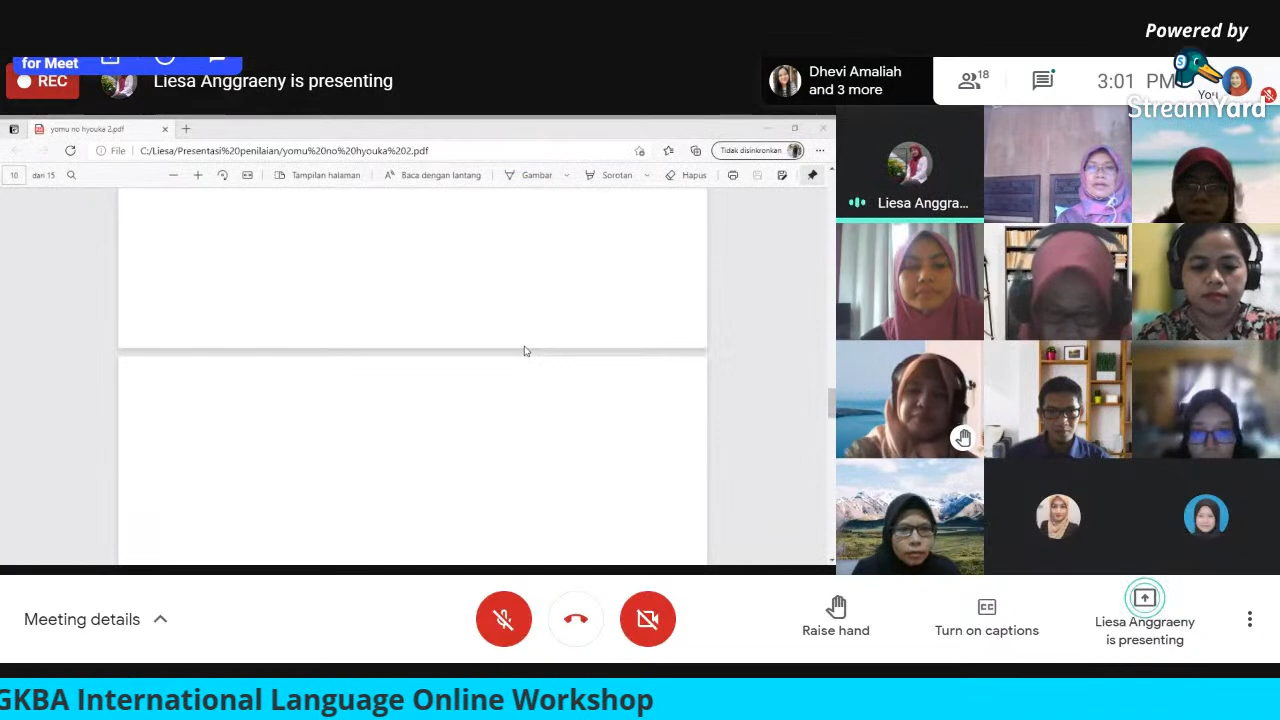 Powered by
StreamYard
for Meet
REC
Liesa Anggraeny is presenting
Dhevi Amaliah
and 3 more
18
3:01 PM
You
yomu no hyouka 2.pdf
File
C:/Liesa/Presentasi%20penilaian/yomu%20no%20hyouka%202.pdf
Tidak disinkronkan
10 dari 15
Tampilan halaman
Baca dengan lantang
Gambar
Sorotan
Hapus
Liesa Anggra...
Meeting details
Raise hand
Turn on captions
Liesa Anggraeny
is presenting
GKBA International Language Online Workshop